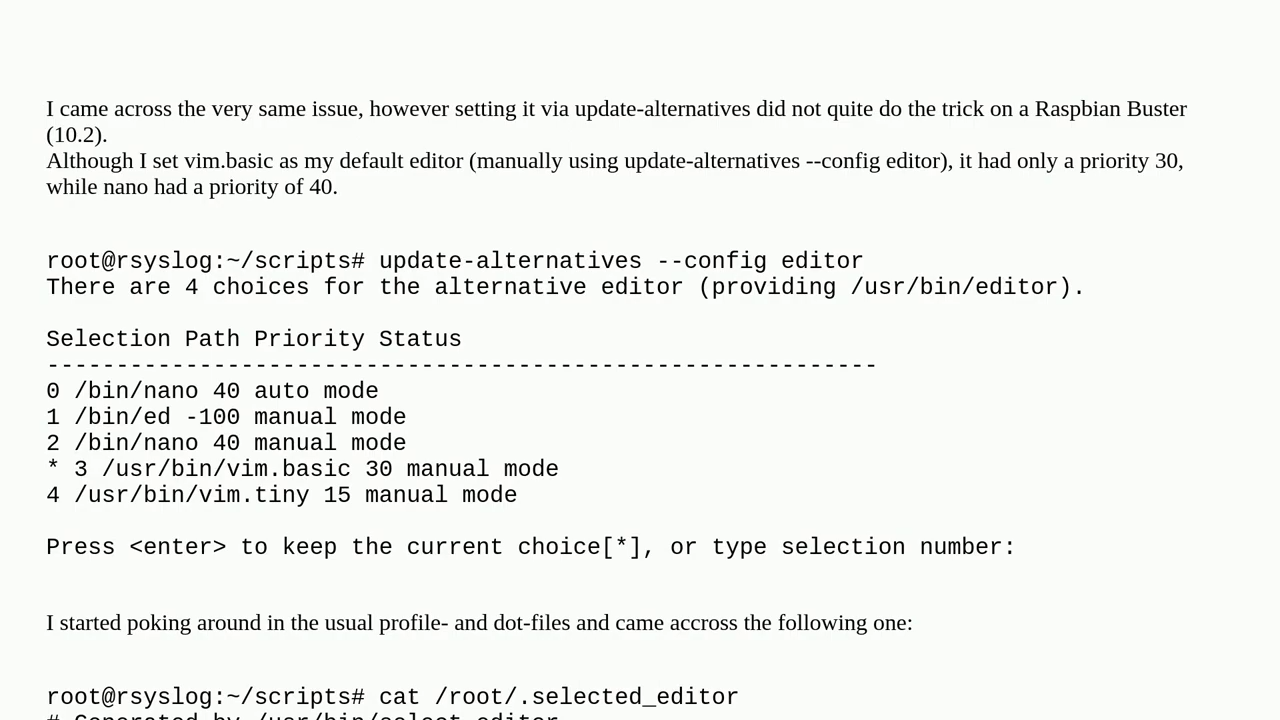 I came across the very same issue, however setting it via update-alternatives did not quite do the trick on a Raspbian Buster
(10.2).
Although I set vim.basic as my default editor (manually using update-alternatives --config editor), it had only a priority 30,
while nano had a priority of 40.
root@rsyslog:~/scripts# update-alternatives --config editor
There are 4 choices for the alternative editor (providing /usr/bin/editor).
Selection Path Priority Status
------------------------------------------------------------
0 /bin/nano 40 auto mode
1 /bin/ed -100 manual mode
2 /bin/nano 40 manual mode
* 3 /usr/bin/vim.basic 30 manual mode
4 /usr/bin/vim.tiny 15 manual mode
Press <enter> to keep the current choice[*], or type selection number:
I started poking around in the usual profile- and dot-files and came accross the following one:
root@rsyslog:~/scripts# cat /root/.selected_editor
# Generated by /usr/bin/select-editor